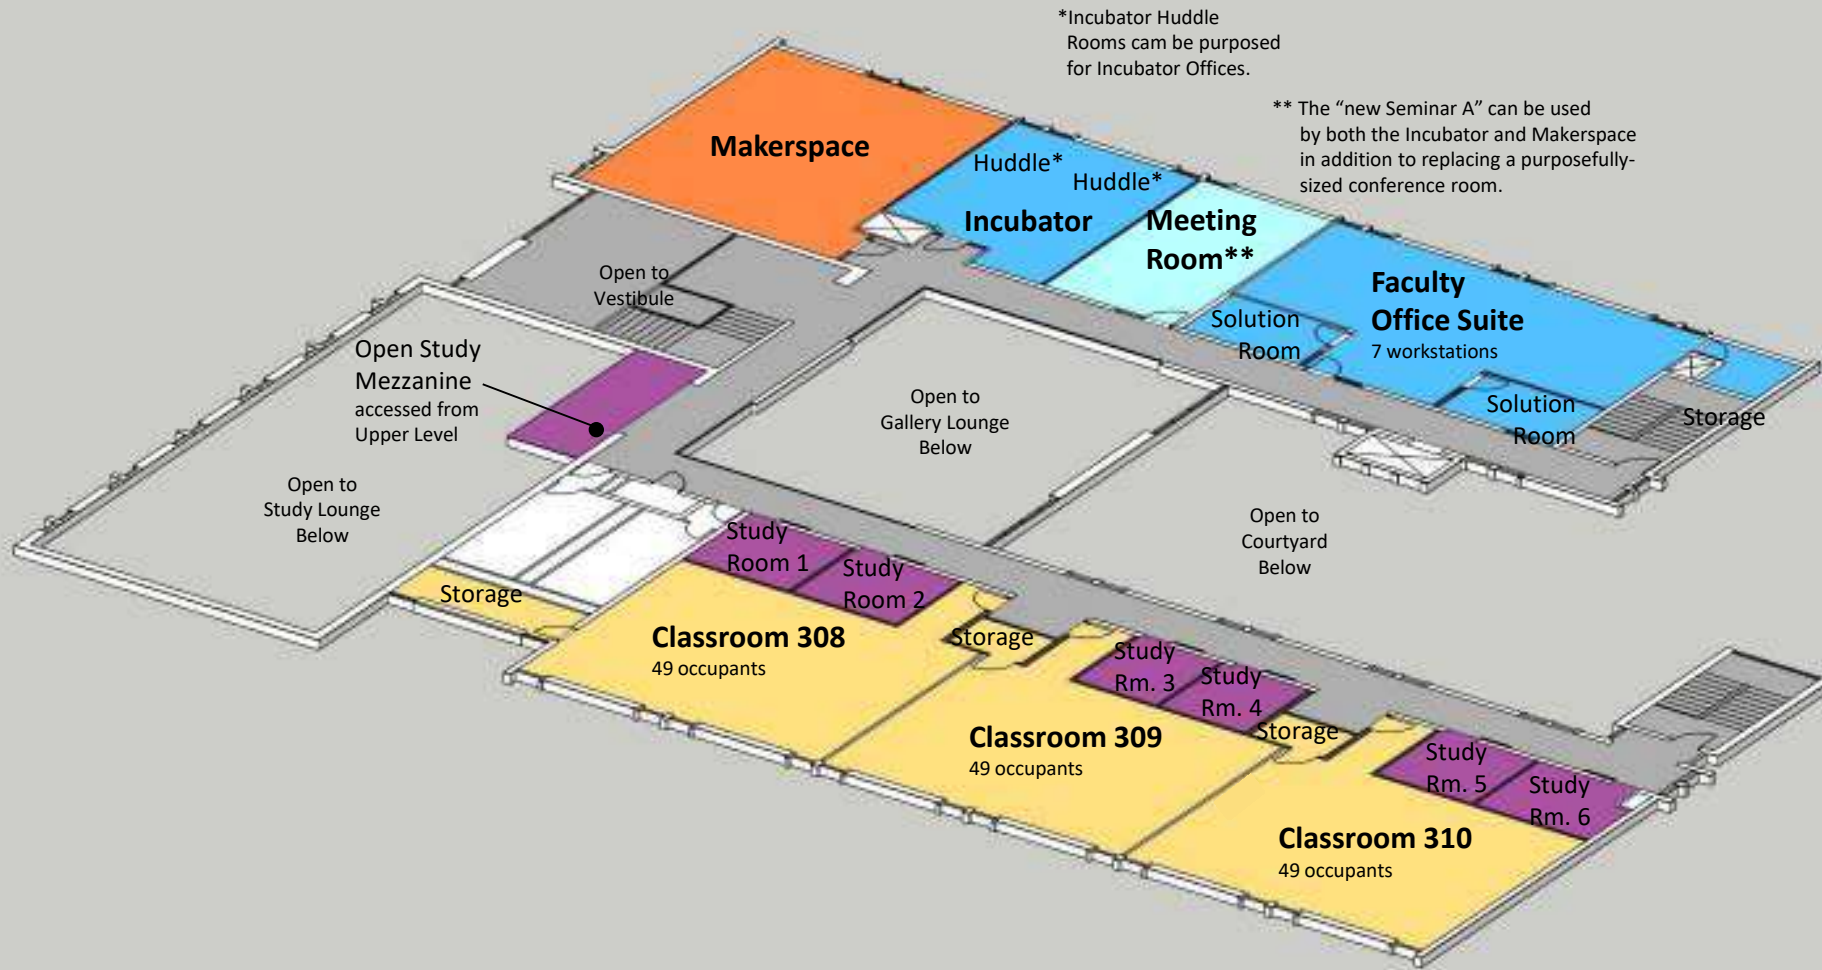 *Incubator Huddle
Rooms cam be purposed
for Incubator Offices.
** The “new Seminar A” can be used
by both the Incubator and Makerspace
in addition to replacing a purposefully-
sized conference room.
Makerspace
Huddle*
Huddle*
Incubator
Meeting
Room**
Faculty
Office Suite
7 workstations
Solution
Room
Solution
Room
Storage
Open to
Vestibule
Open Study
Mezzanine
accessed from
Upper Level
Open to
Gallery Lounge
Below
Open to
Study Lounge
Below
Open to
Courtyard
Below
Study
Room 1
Study
Room 2
Storage
Classroom 308
49 occupants
Storage
Study
Rm. 3
Study
Rm. 4
Classroom 309
49 occupants
Storage
Study
Rm. 5
Study
Rm. 6
Classroom 310
49 occupants